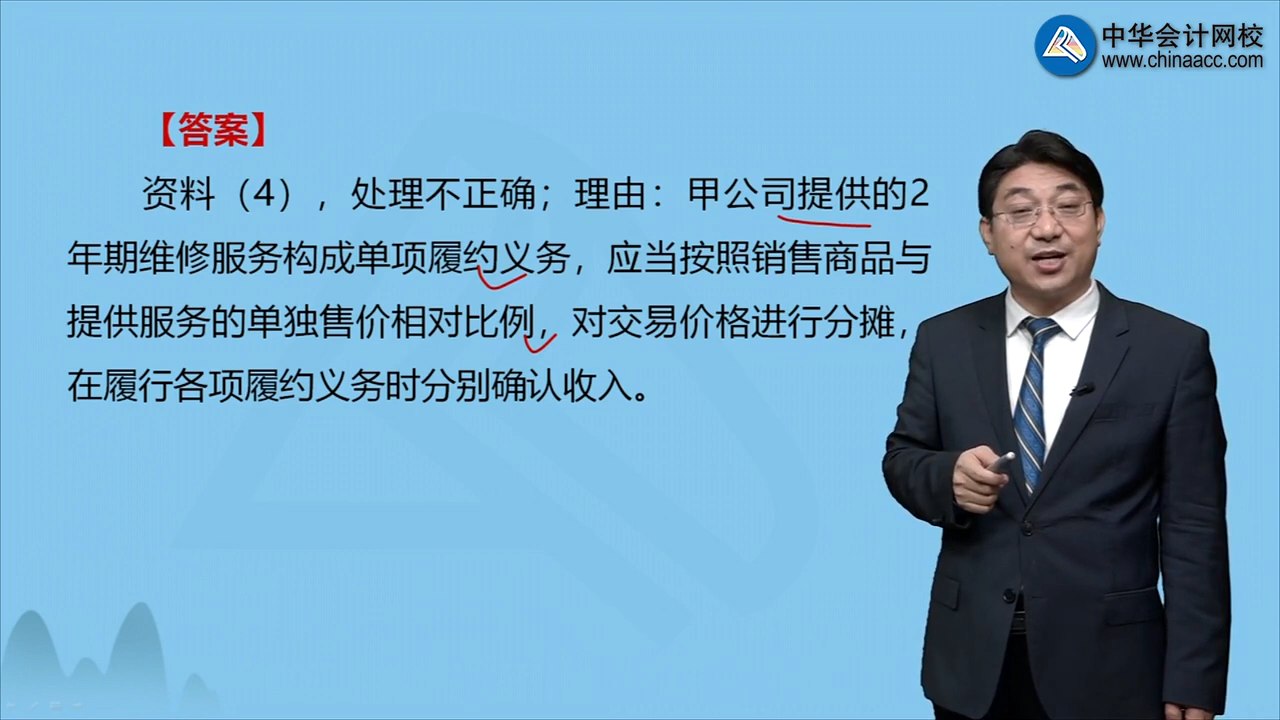 中华会计网校
www.chinaacc.com
【答案】
资料（4），处理不正确；理由：甲公司提供的2
年期维修服务构成单项履约义务，应当按照销售商品与
提供服务的单独售价相对比例，对交易价格进行分摊，
在履行各项履约义务时分别确认收入。